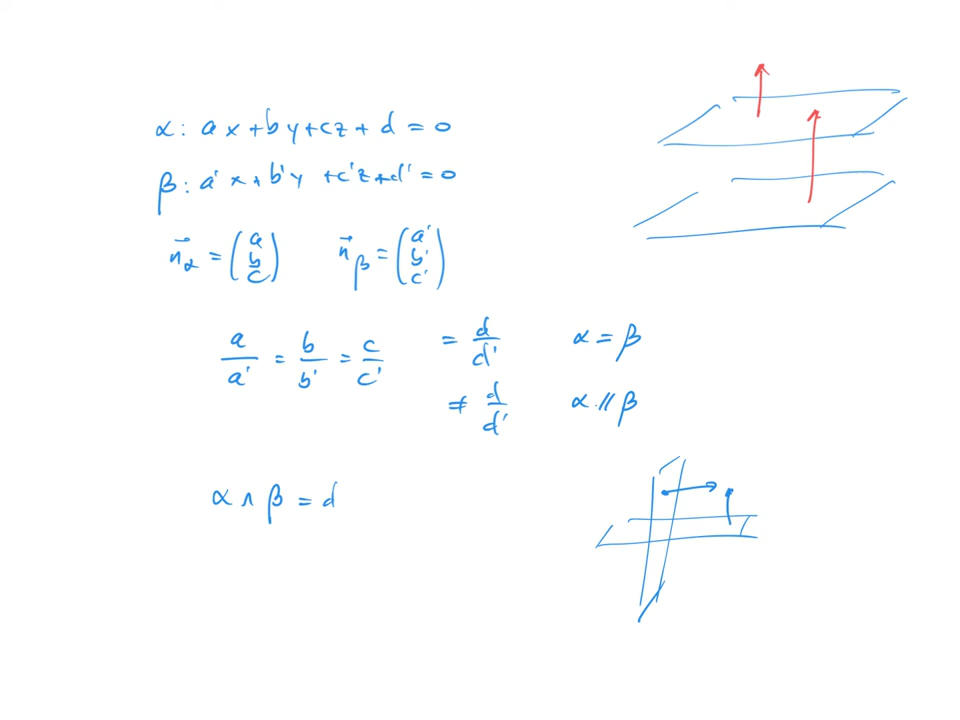 α: ax + by + cz + d = 0
β: a'x + b'y + c'z + d' = 0
n⃗α = (a b c) n⃗β = (a' b' c')
a/a' = b/b' = c/c' = d/d' α = β
≠ d/d' α // β
α ∩ β = d